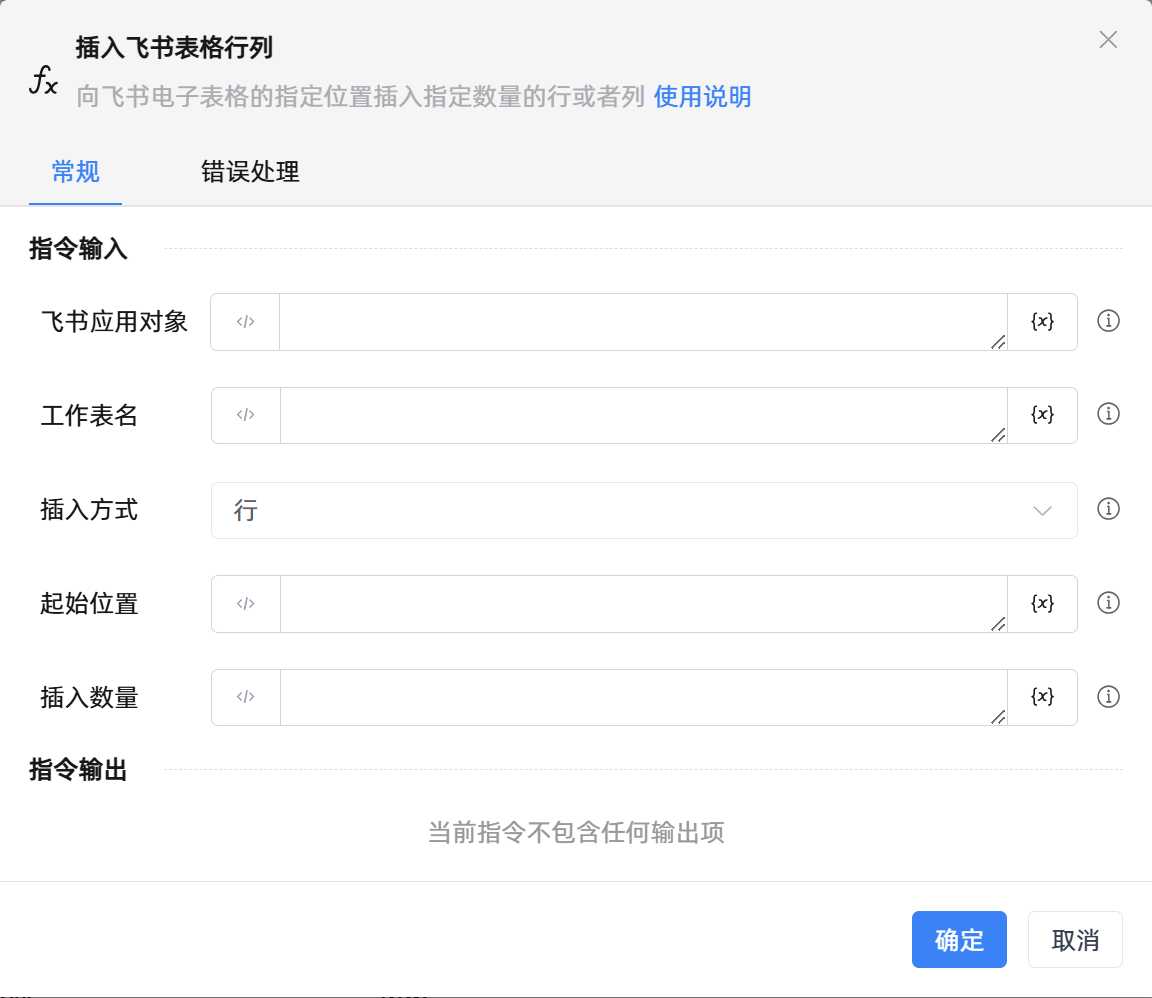 插入飞书表格行列
fx
向飞书电子表格的指定位置插入指定数量的行或者列 使用说明
常规 错误处理
指令输入
飞书应用对象 </> {x}
工作表名 </> {x}
插入方式 行
起始位置 </> {x}
插入数量 </> {x}
指令输出
当前指令不包含任何输出项
确定 取消